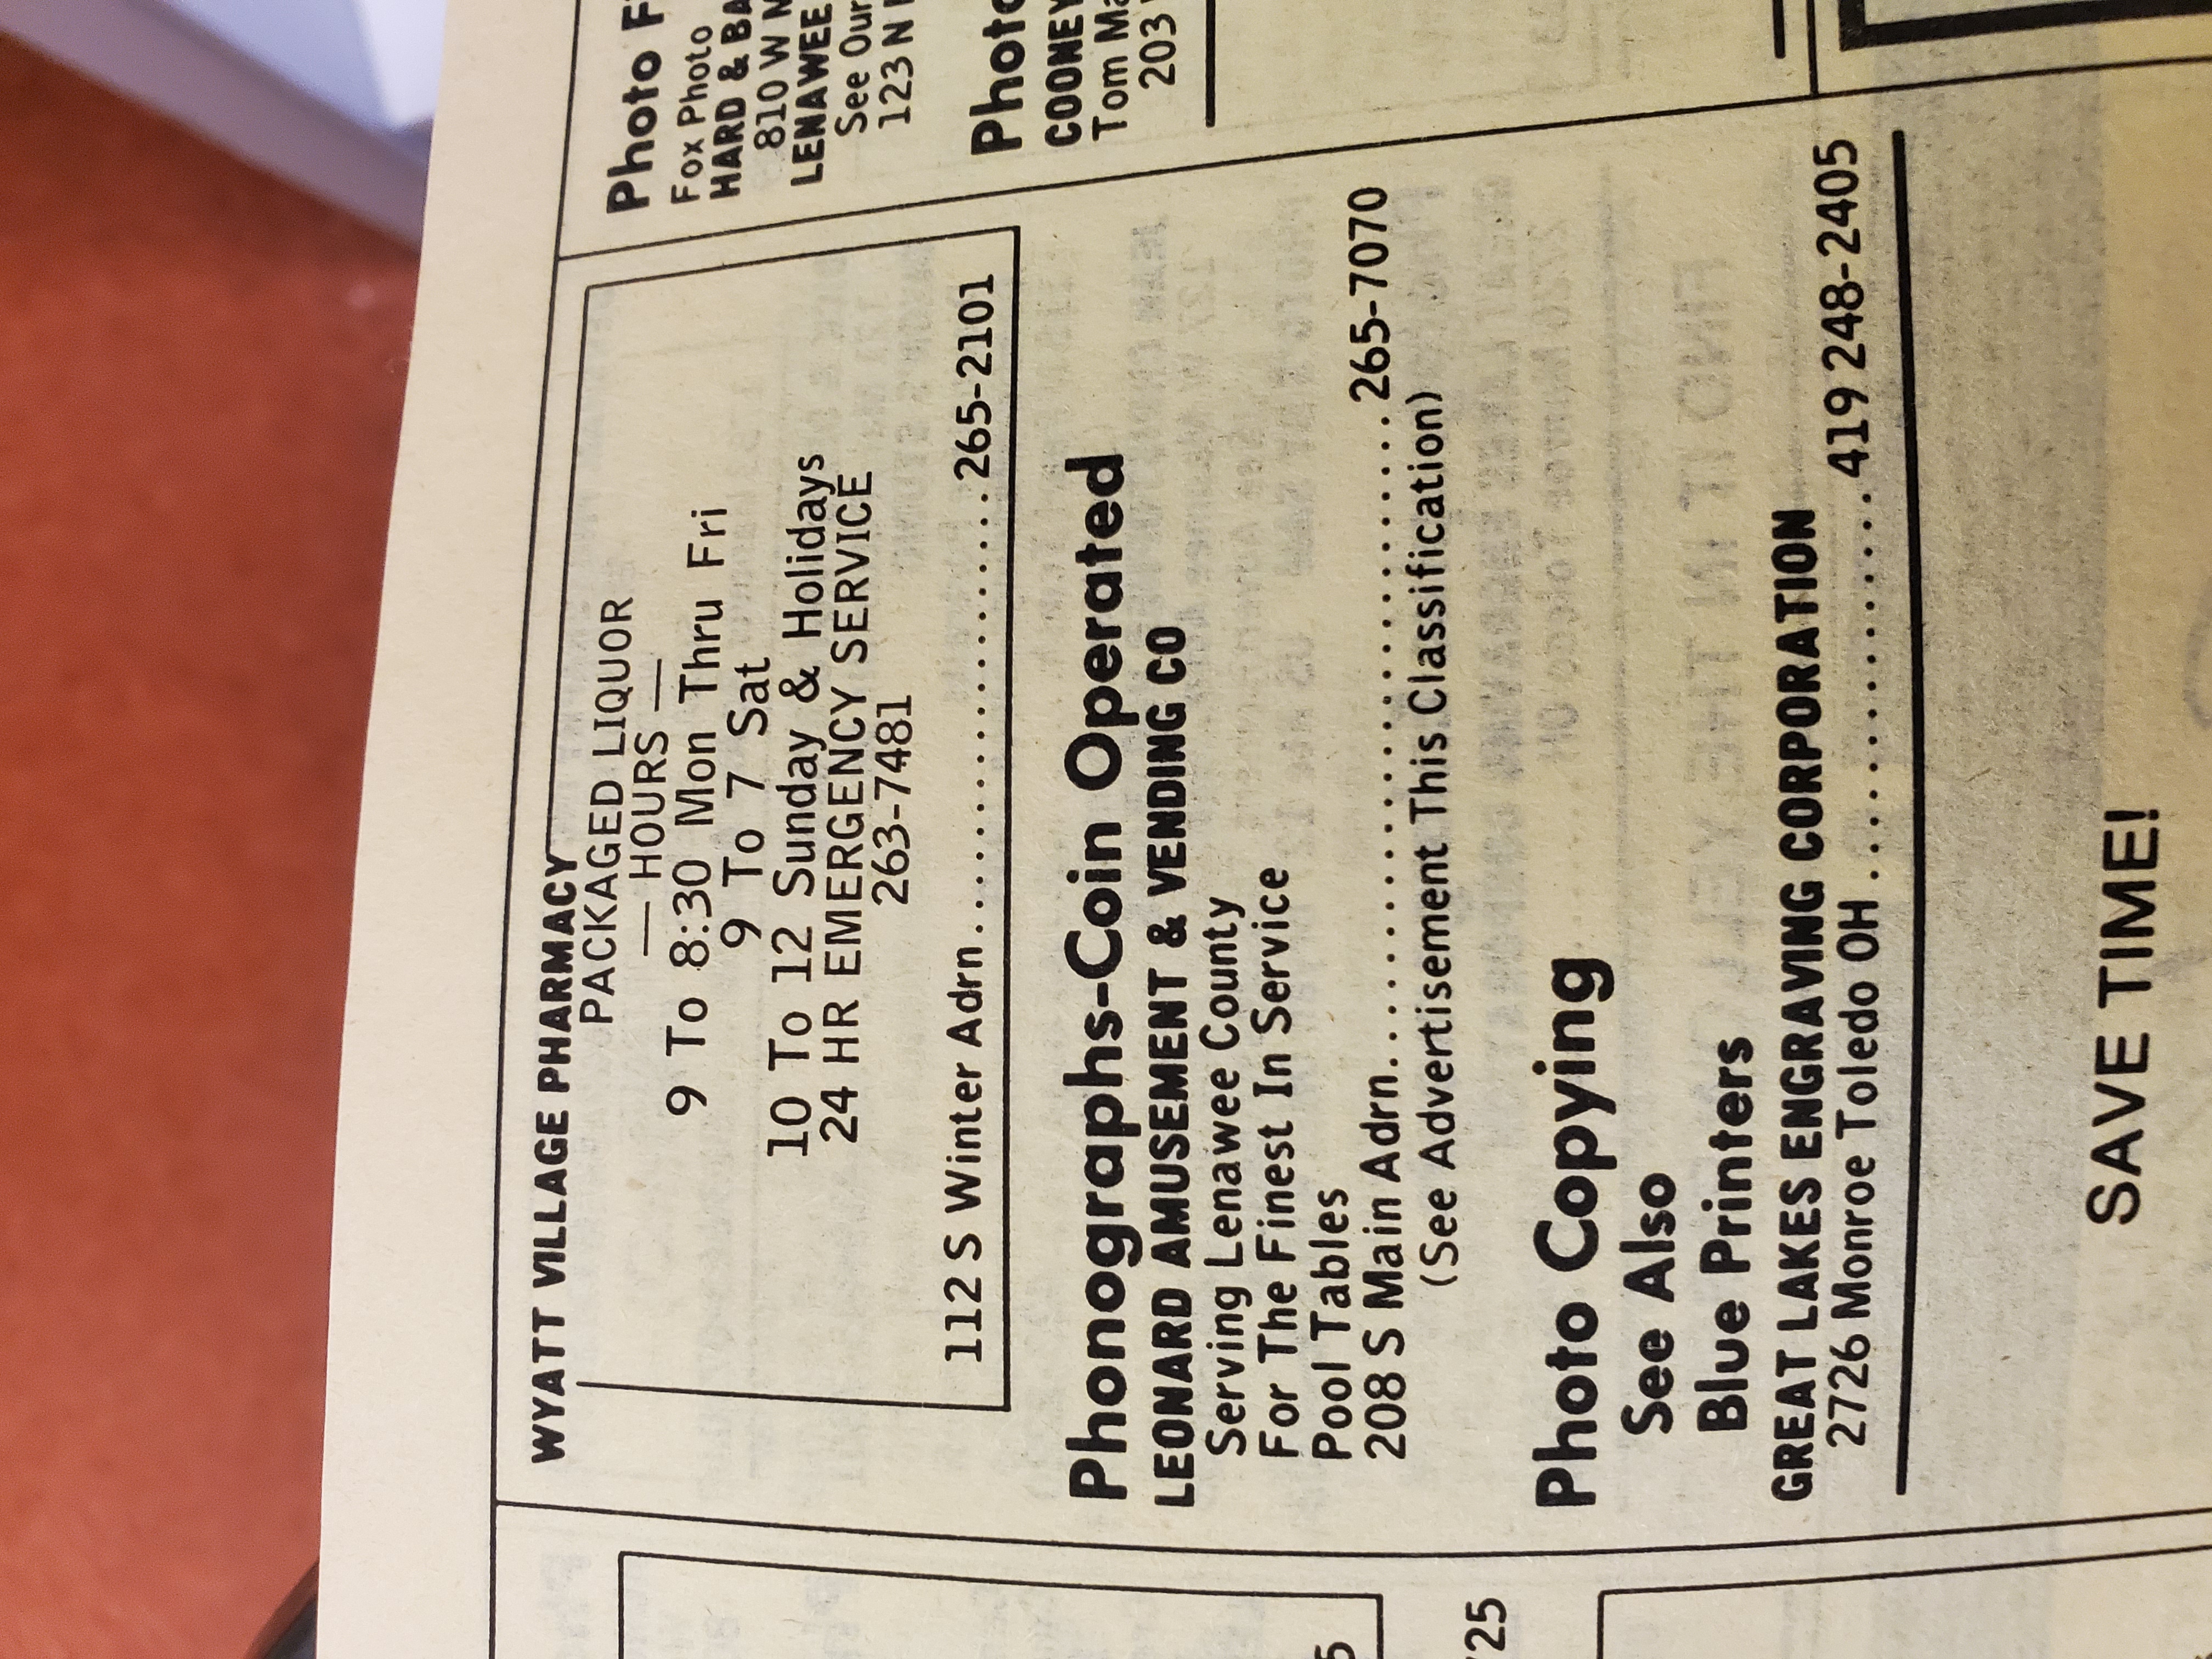 WYATT VILLAGE PHARMACY
PACKAGED LIQUOR
— HOURS —
9 To 8:30 Mon Thru Fri
9 To 7 Sat
10 To 12 Sunday & Holidays
24 HR EMERGENCY SERVICE
263-7481
112 S Winter Adrn..........................265-2101
Phonographs-Coin Operated
LEONARD AMUSEMENT & VENDING CO
Serving Lenawee County
For The Finest In Service
Pool Tables
208 S Main Adrn....................................265-7070
(See Advertisement This Classification)
Photo Copying
See Also
Blue Printers
GREAT LAKES ENGRAVING CORPORATION
2726 Monroe Toledo OH......................419 248-2405
SAVE TIME!
Photo
Fox Photo
HARD &
810 W
LENAWEE
See Our
123 N
COONEY
Tom
203